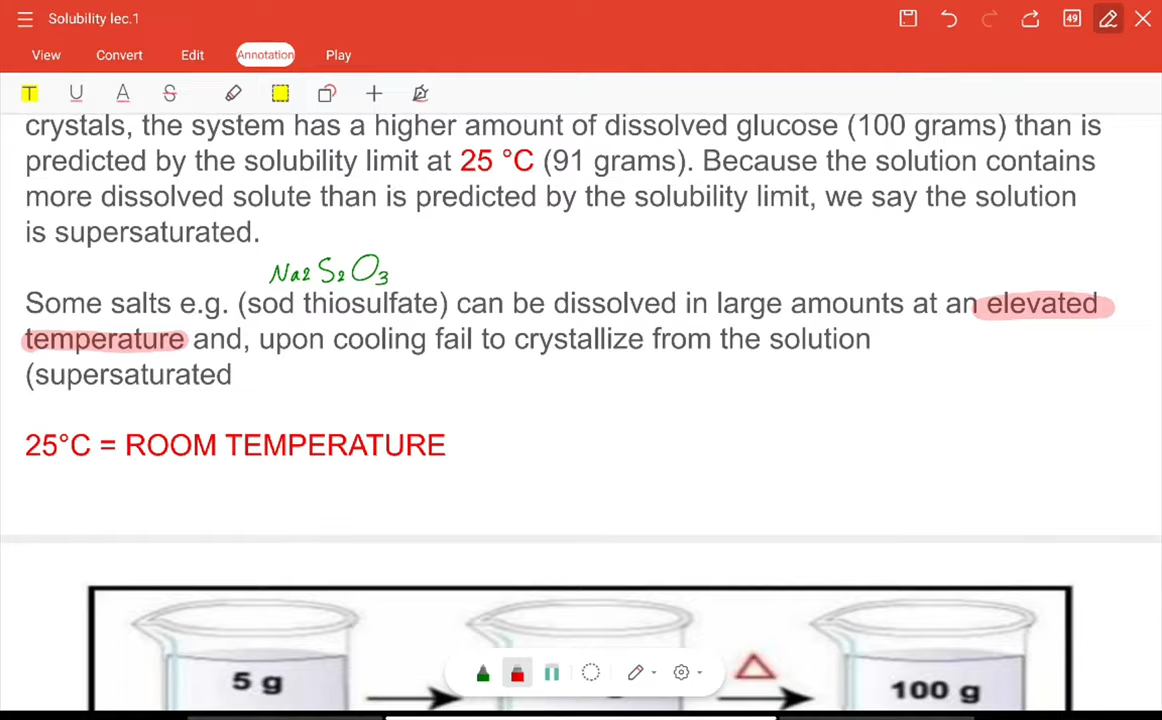 Solubility lec.1
49
View Convert Edit Annotation Play
T U A S
crystals, the system has a higher amount of dissolved glucose (100 grams) than is
predicted by the solubility limit at 25 °C (91 grams). Because the solution contains
more dissolved solute than is predicted by the solubility limit, we say the solution
is supersaturated.
Na2 S2 O3
Some salts e.g. (sod thiosulfate) can be dissolved in large amounts at an elevated
temperature and, upon cooling fail to crystallize from the solution
(supersaturated
25°C = ROOM TEMPERATURE
5 g
100 g